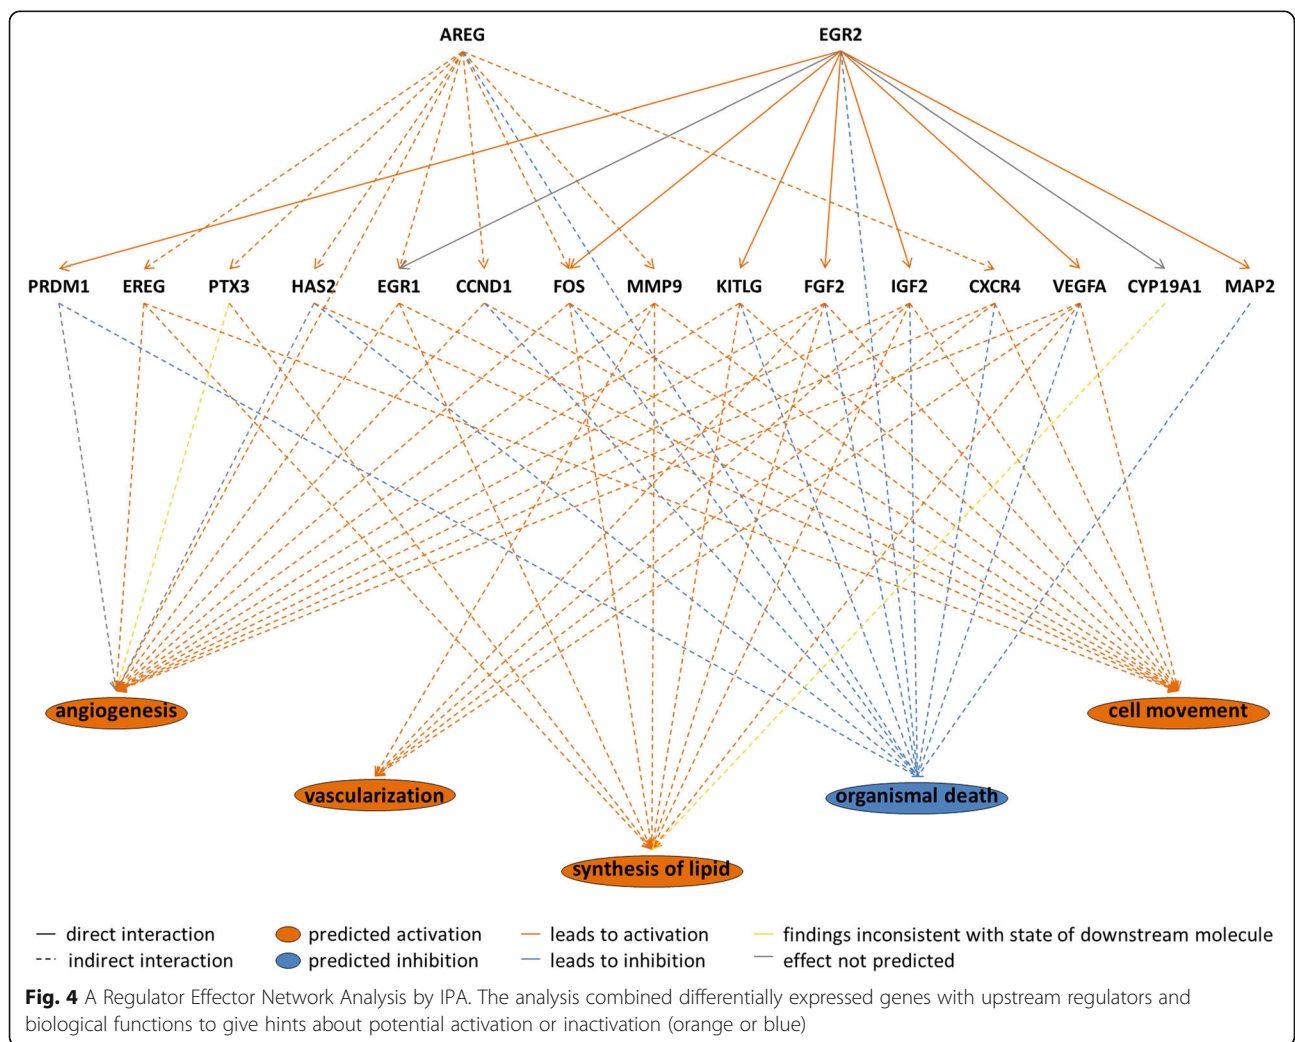 AREG EGR2
PRDM1 EREG PTX3 HAS2 EGR1 CCND1 FOS MMP9 KITLG FGF2 IGF2 CXCR4 VEGFA CYP19A1 MAP2
angiogenesis cell movement
vascularization organismal death
synthesis of lipid
direct interaction predicted activation leads to activation findings inconsistent with state of downstream molecule
indirect interaction predicted inhibition leads to inhibition effect not predicted
Fig. 4 A Regulator Effector Network Analysis by IPA. The analysis combined differentially expressed genes with upstream regulators and
biological functions to give hints about potential activation or inactivation (orange or blue)